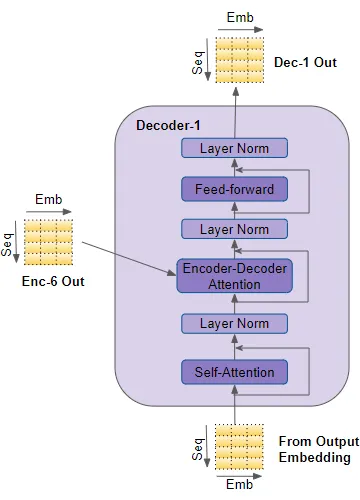 Emb
Seq
Dec-1 Out
Decoder-1
Layer Norm
Feed-forward
Layer Norm
Emb
Seq
Enc-6 Out
Encoder-Decoder
Attention
Layer Norm
Self-Attention
Seq
From Output
Embedding
Emb